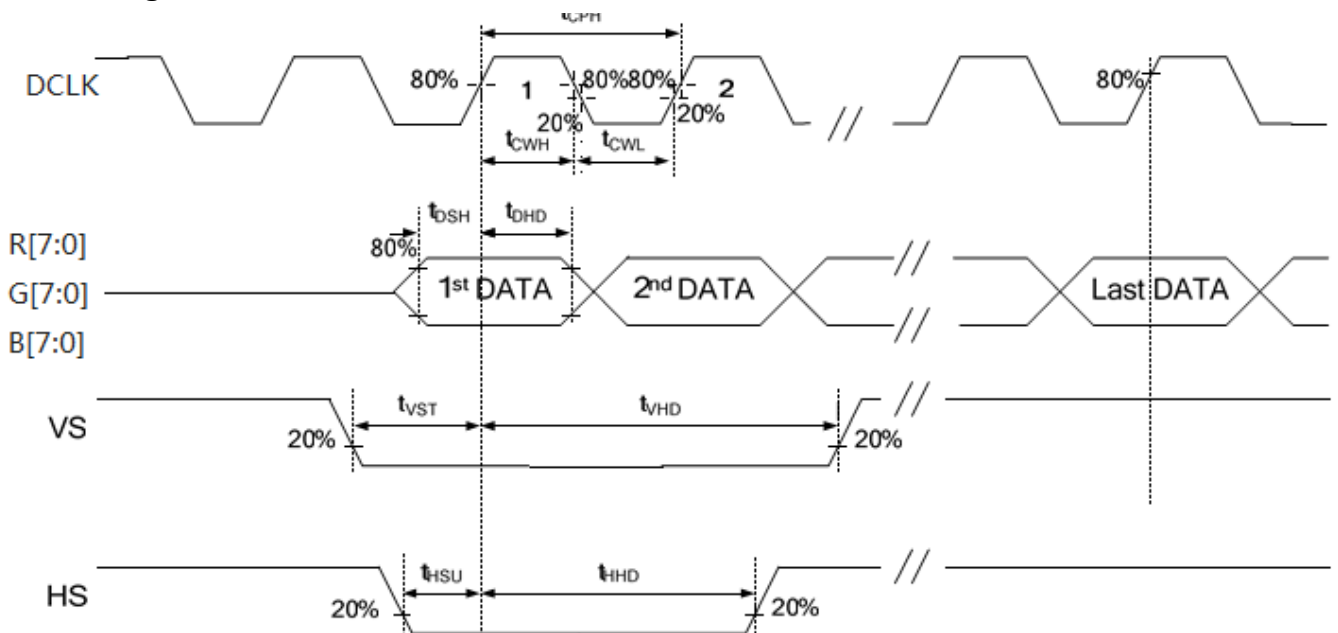 tCPH
DCLK
80%
1
80%
80%
2
80%
20%
20%
tCWH
tCWL
tDSH
tDHD
R[7:0]
80%
G[7:0]
1st DATA
2nd DATA
//
Last DATA
B[7:0]
VS
tVST
tVHD
20%
20%
HS
tHSU
tHHD
20%
20%